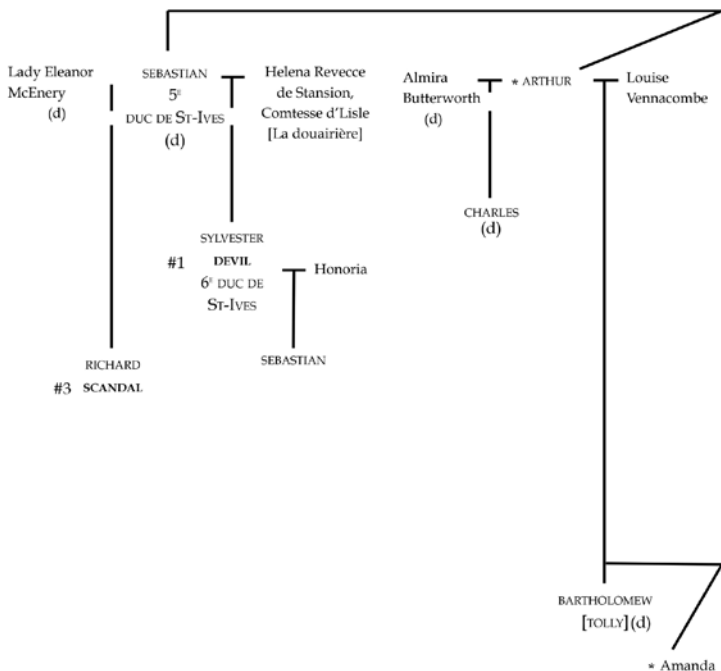 Lady Eleanor
McEnery
(d)
SEBASTIAN
5E
DUC DE ST-IVES
(d)
Helena Revecce
de Stansion,
Comtesse d'Lisle
[La douairière]
Almira
Butterworth
(d)
* ARTHUR
Louise
Vennacombe
CHARLES
(d)
SYLVESTER
#1 DEVIL
6E DUC DE
ST-IVES
Honoria
SEBASTIAN
RICHARD
#3 SCANDAL
BARTHOLOMEW
[TOLLY] (d)
* Amanda